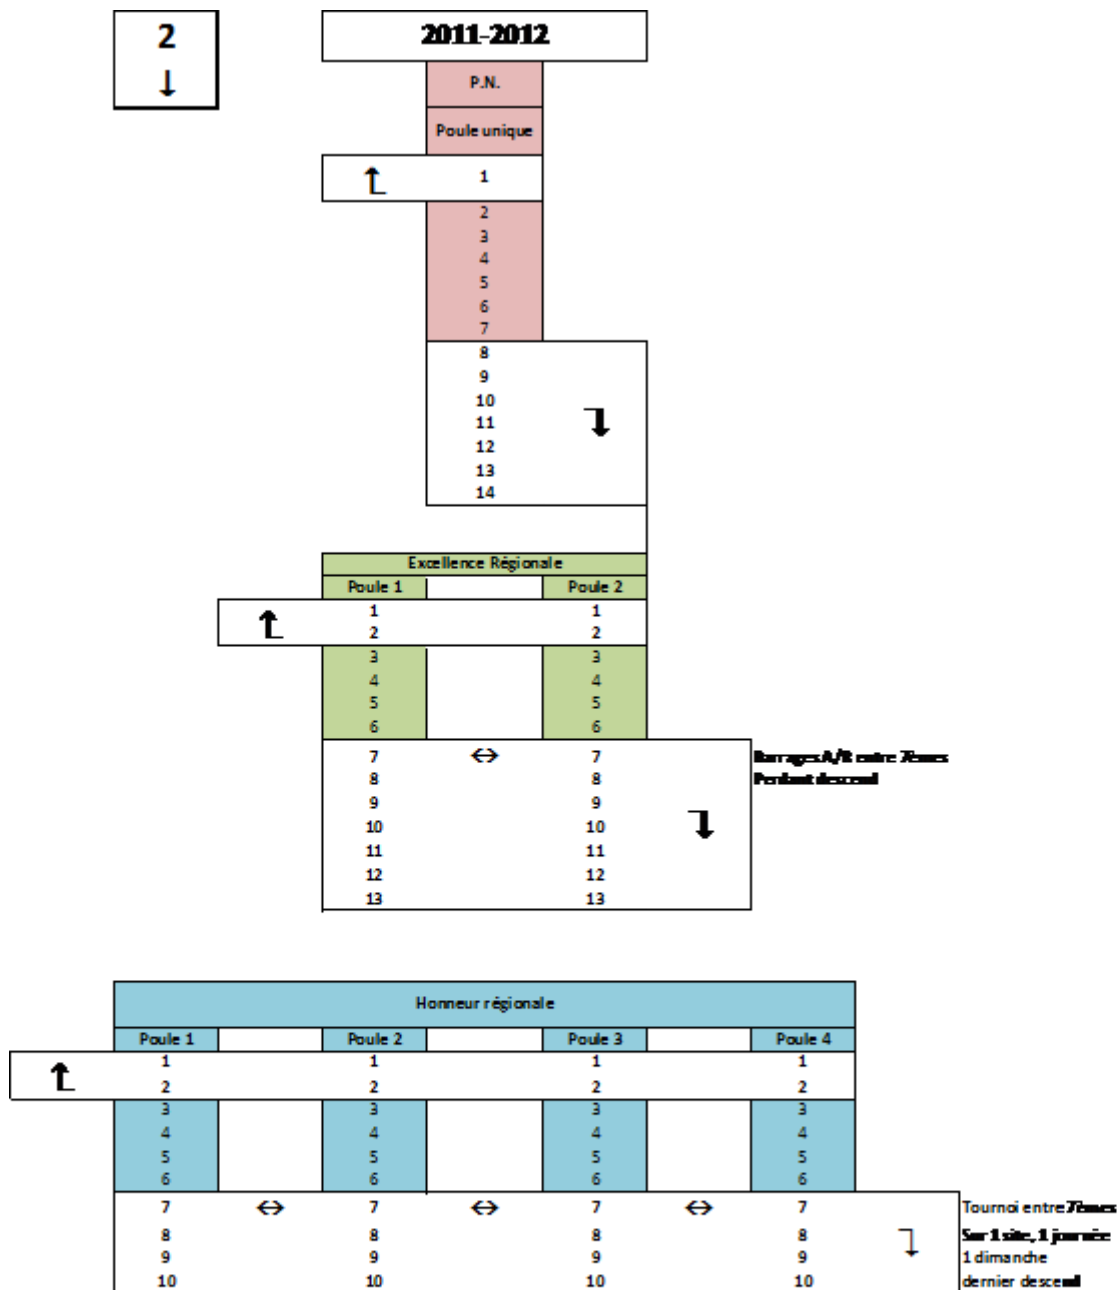 2 2011-2012
↓
P.N.
Poule unique
1
2
3
4
5
6
7
8
9
10
11
12
13
14
Excellence Régionale
Poule 1 Poule 2
1 1
2 2
3 3
4 4
5 5
6 6
7 ↔ 7 Barrages A/R entre 7èmes
8 8 Perdant descend
9 9
10 10
11 11
12 12
13 13
Honneur régionale
Poule 1 Poule 2 Poule 3 Poule 4
1 1 1 1
2 2 2 2
3 3 3 3
4 4 4 4
5 5 5 5
6 6 6 6
7 ↔ 7 ↔ 7 ↔ 7 Tournoi entre 7èmes
8 8 8 8 Sur 1 site, 1 journée
9 9 9 9 1 dimanche
10 10 10 10 dernier descend